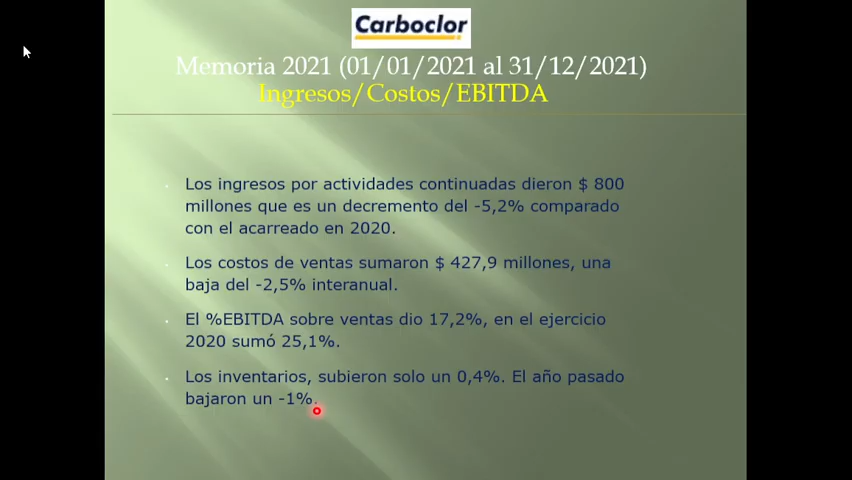 Carboclor
Memoria 2021 (01/01/2021 al 31/12/2021)
Ingresos/Costos/EBITDA
Los ingresos por actividades continuadas dieron $ 800
millones que es un decremento del -5,2% comparado
con el acarreado en 2020.
Los costos de ventas sumaron $ 427,9 millones, una
baja del -2,5% interanual.
El %EBITDA sobre ventas dio 17,2%, en el ejercicio
2020 sumó 25,1%.
Los inventarios, subieron solo un 0,4%. El año pasado
bajaron un -1%.